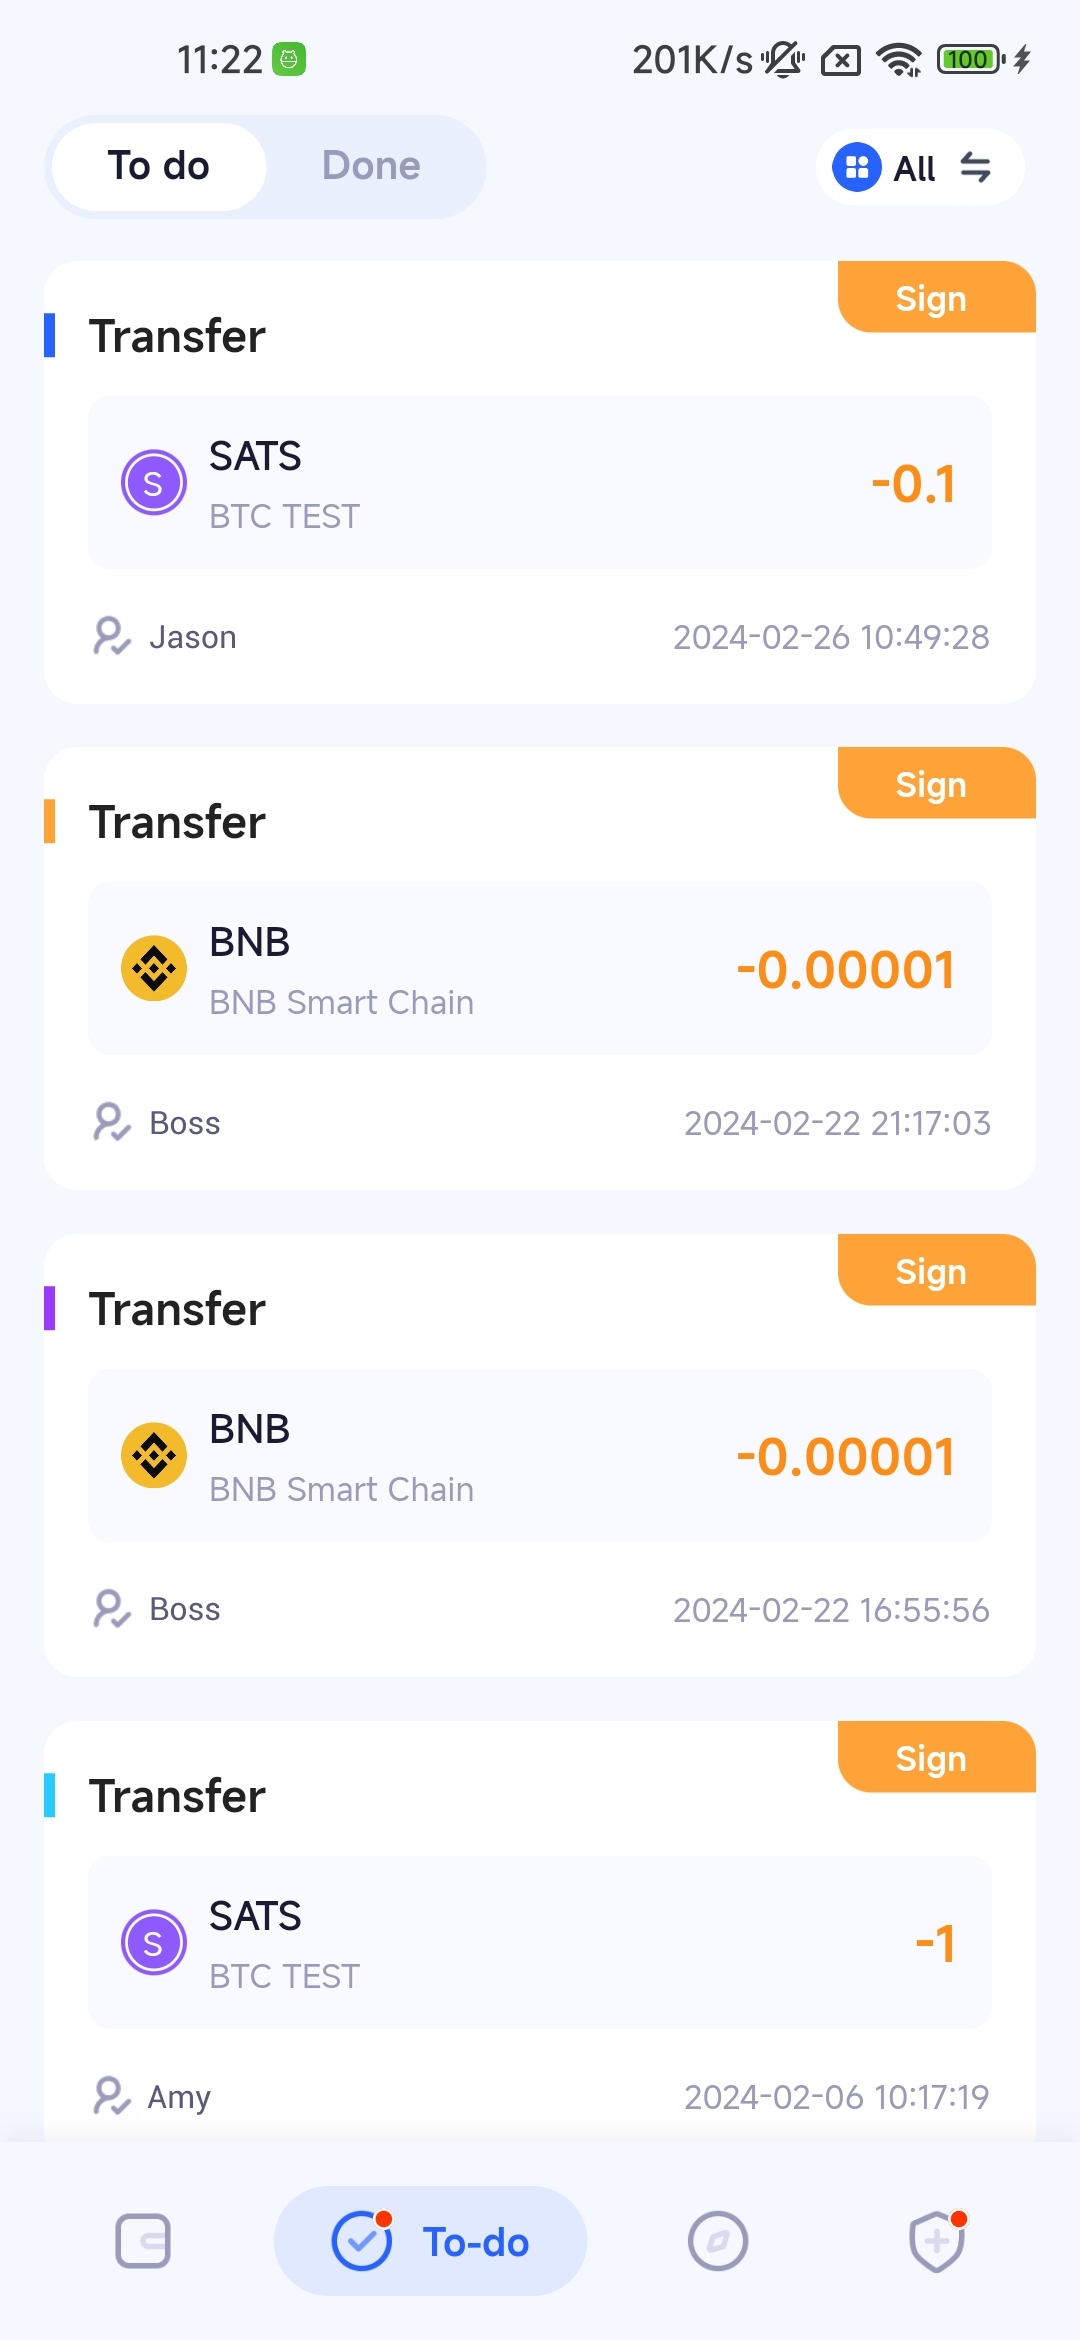 11:22 201K/s 100
To do Done All
Sign
Transfer
S
SATS
BTC TEST
-0.1
Jason 2024-02-26 10:49:28
Sign
Transfer
BNB
BNB Smart Chain
-0.00001
Boss 2024-02-22 21:17:03
Sign
Transfer
BNB
BNB Smart Chain
-0.00001
Boss 2024-02-22 16:55:56
Sign
Transfer
S
SATS
BTC TEST
-1
Amy 2024-02-06 10:17:19
To-do